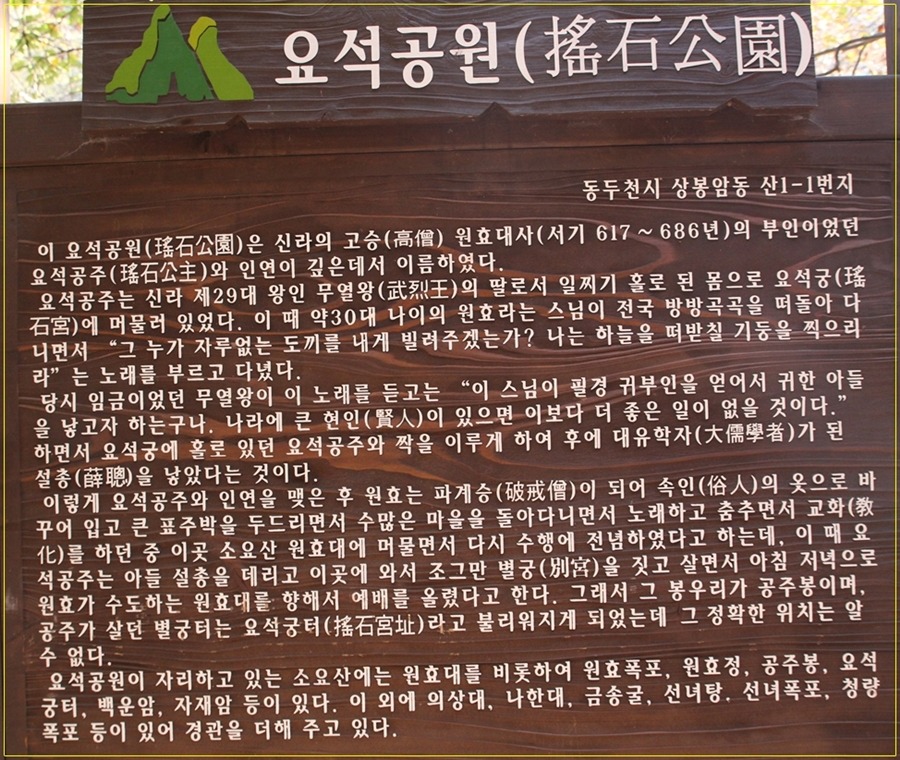 요석공원(搖石公園)
동두천시 상봉암동 산1-1번지
이 요석공원(瑤石公園)은 신라의 고승(高僧) 원효대사(서기 617~686년)의 부인이었던
요석공주(瑤石公主)와 인연이 깊은데서 이름하였다.
요석공주는 신라 제29대 왕인 무열왕(武烈王)의 딸로서 일찌기 홀로 된 몸으로 요석궁(瑤
石宮)에 머물러 있었다. 이 때 약30대 나이의 원효라는 스님이 전국 방방곡곡을 떠돌아 다
니면서 “그 누가 자루없는 도끼를 내게 빌려주겠는가? 나는 하늘을 떠받칠 기둥을 찍으리
라”는 노래를 부르고 다녔다.
당시 임금이었던 무열왕이 이 노래를 듣고는 “이 스님이 필경 귀부인을 얻어서 귀한 아들
을 낳고자 하는구나. 나라에 큰 현인(賢人)이 있으면 이보다 더 좋은 일이 없을 것이다.”
하면서 요석궁에 홀로 있던 요석공주와 짝을 이루게 하여 후에 대유학자(大儒學者)가 된
설총(薛聰)을 낳았다는 것이다.
이렇게 요석공주와 인연을 맺은 후 원효는 파계승(破戒僧)이 되어 속인(俗人)의 옷으로 바
꾸어 입고 큰 표주박을 두드리면서 수많은 마을을 돌아다니면서 노래하고 춤추면서 교화(敎
化)를 하던 중 이곳 소요산 원효대에 머물면서 다시 수행에 전념하였다고 하는데, 이 때 요
석공주는 아들 설총을 데리고 이곳에 와서 조그만 별궁(別宮)을 짓고 살면서 아침 저녁으로
원효가 수도하는 원효대를 향해서 예배를 올렸다고 한다. 그래서 그 봉우리가 공주봉이며,
공주가 살던 별궁터는 요석궁터(搖石宮址)라고 불리워지게 되었는데 그 정확한 위치는 알
수 없다.
요석공원이 자리하고 있는 소요산에는 원효대를 비롯하여 원효폭포, 원효정, 공주봉, 요석
궁터, 백운암, 자재암 등이 있다. 이 외에 의상대, 나한대, 금송굴, 선녀탕, 선녀폭포, 청량
폭포 등이 있어 경관을 더해 주고 있다.